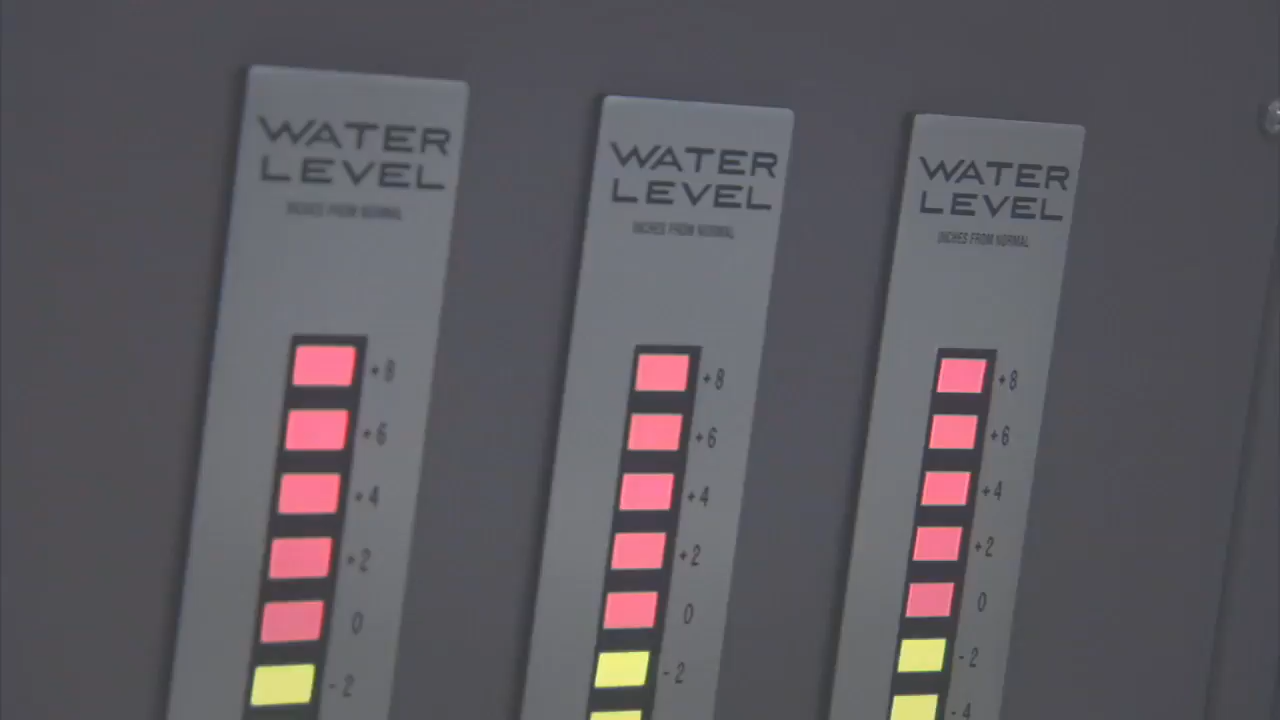 WATER
LEVEL
INCHES FROM NORMAL
+8
+6
+4
+2
0
-2
WATER
LEVEL
INCHES FROM NORMAL
+8
+6
+4
+2
0
-2
WATER
LEVEL
INCHES FROM NORMAL
+8
+6
+4
+2
0
-2
-4